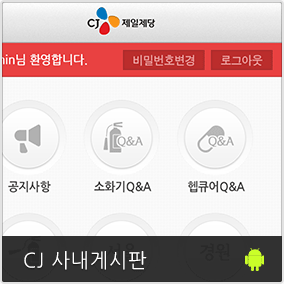 CJ 제일제당
min님 환영합니다.
비밀번호변경
로그아웃
Q&A
Q&A
공지사항
소화기Q&A
헵큐어Q&A
CJ 사내게시판